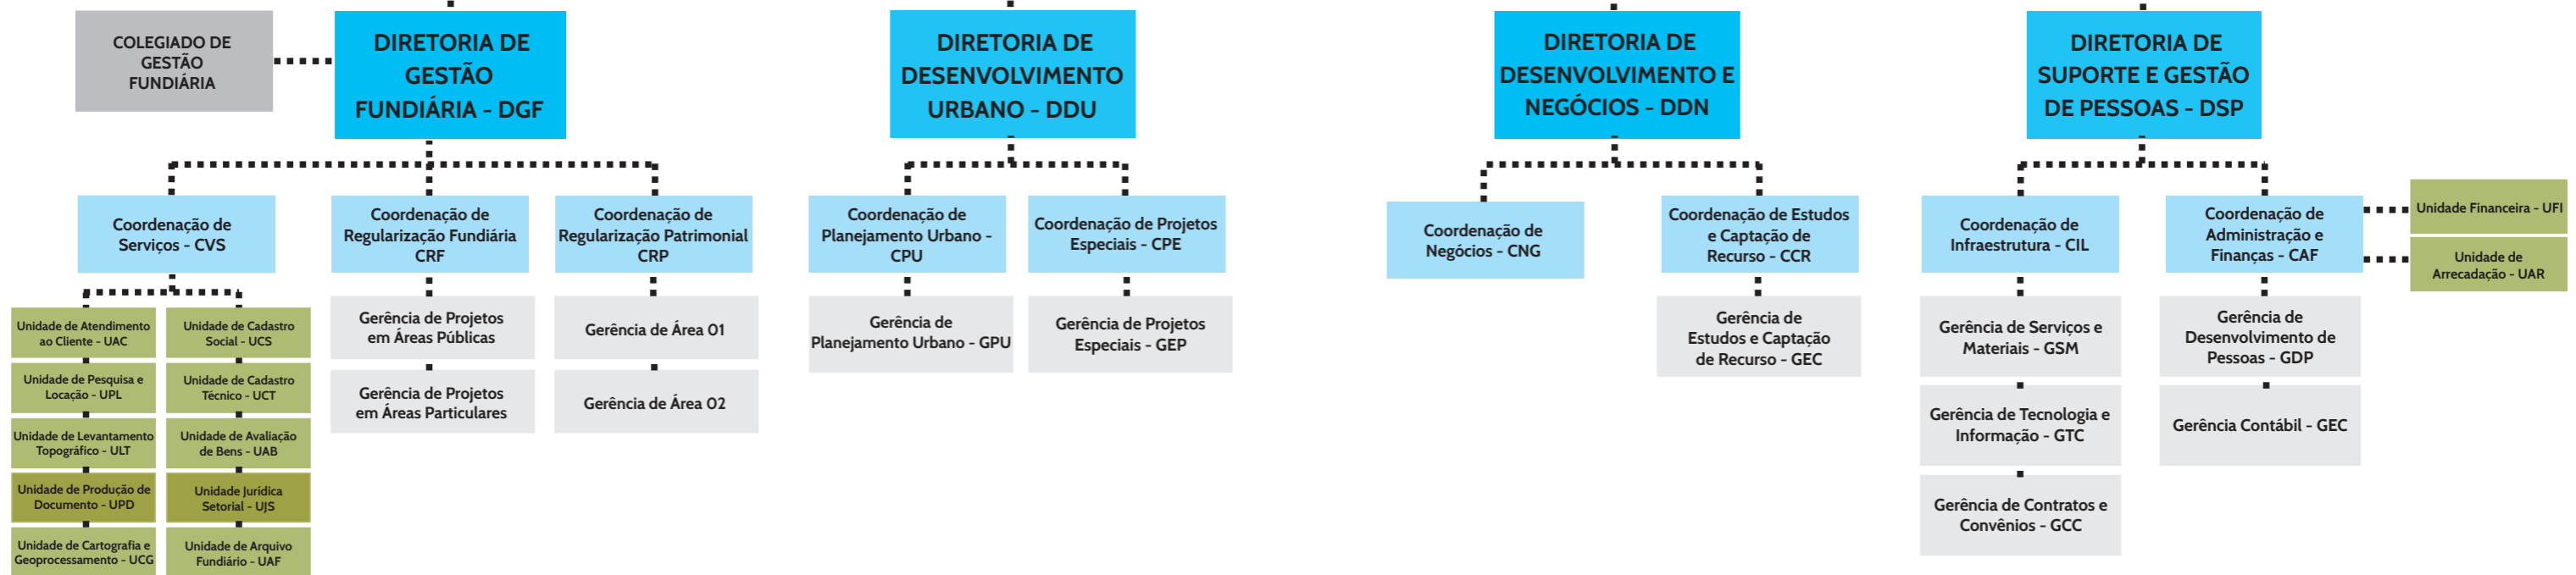 COLEGIADO DE
GESTÃO
FUNDIÁRIA
DIRETORIA DE
GESTÃO
FUNDIÁRIA - DGF
DIRETORIA DE
DESENVOLVIMENTO
URBANO - DDU
DIRETORIA DE
DESENVOLVIMENTO E
NEGÓCIOS - DDN
DIRETORIA DE
SUPORTE E GESTÃO
DE PESSOAS - DSP
Coordenação de
Serviços - CVS
Coordenação de
Regularização Fundiária
CRF
Coordenação de
Regularização Patrimonial
CRP
Coordenação de
Planejamento Urbano -
CPU
Coordenação de Projetos
Especiais - CPE
Coordenação de
Negócios - CNG
Coordenação de Estudos
e Captação de
Recurso - CCR
Coordenação de
Infraestrutura - CIL
Coordenação de
Administração e
Finanças - CAF
Unidade Financeira - UFI
Unidade de
Arrecadação - UAR
Unidade de Atendimento
ao Cliente - UAC
Unidade de Cadastro
Social - UCS
Unidade de Pesquisa e
Locação - UPL
Unidade de Cadastro
Técnico - UCT
Unidade de Levantamento
Topográfico - ULT
Unidade de Avaliação
de Bens - UAB
Unidade de Produção de
Documento - UPD
Unidade Jurídica
Setorial - UJS
Unidade de Cartografia e
Geoprocessamento - UCG
Unidade de Arquivo
Fundiário - UAF
Gerência de Projetos
em Áreas Públicas
Gerência de Projetos
em Áreas Particulares
Gerência de Área 01
Gerência de Área 02
Gerência de
Planejamento Urbano - GPU
Gerência de Projetos
Especiais - GEP
Gerência de
Estudos e Captação
de Recurso - GEC
Gerência de Serviços e
Materiais - GSM
Gerência de Tecnologia e
Informação - GTC
Gerência de Contratos e
Convênios - GCC
Gerência de
Desenvolvimento de
Pessoas - GDP
Gerência Contábil - GEC